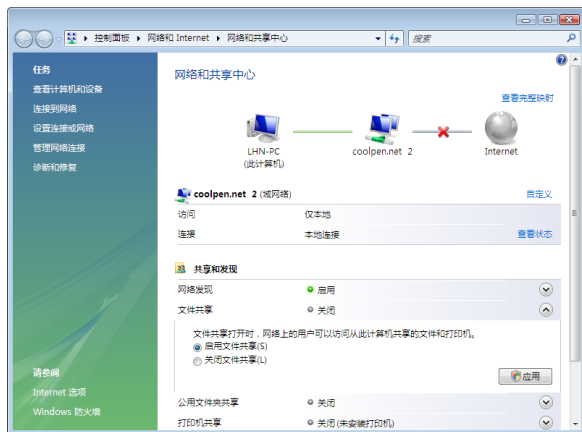 控制面板 ▸ 网络和 Internet ▸ 网络和共享中心
搜索
任务
查看计算机和设备
连接到网络
设置连接或网络
管理网络连接
诊断和修复
请参阅
Internet 选项
Windows 防火墙
网络和共享中心
查看完整映射
LHN-PC
(此计算机)
coolpen.net 2
Internet
coolpen.net 2 (域网络)
自定义
访问
仅本地
连接
本地连接
查看状态
共享和发现
网络发现
启用
文件共享
关闭
文件共享打开时，网络上的用户可以访问从此计算机共享的文件和打印机。
启用文件共享(S)
关闭文件共享(L)
应用
公用文件夹共享
关闭
打印机共享
关闭 (未安装打印机)